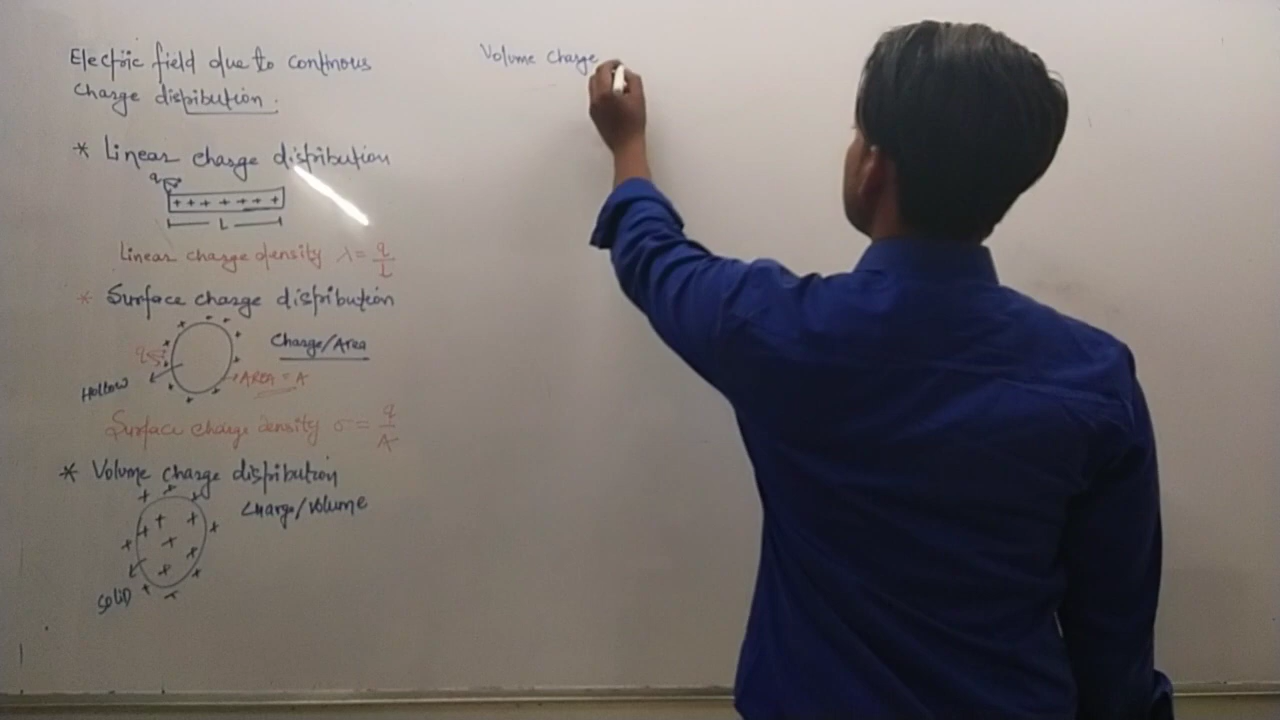 Electric field due to continous
charge distribution.
* Linear charge distribution
q
+ + + + + + +
L
Linear charge density λ = q/L
* Surface charge distribution
Charge/Area
q
Hollow
AREA = A
Surface charge density σ = q/A
* Volume charge distribution
Charge/volume
solid
Volume charge